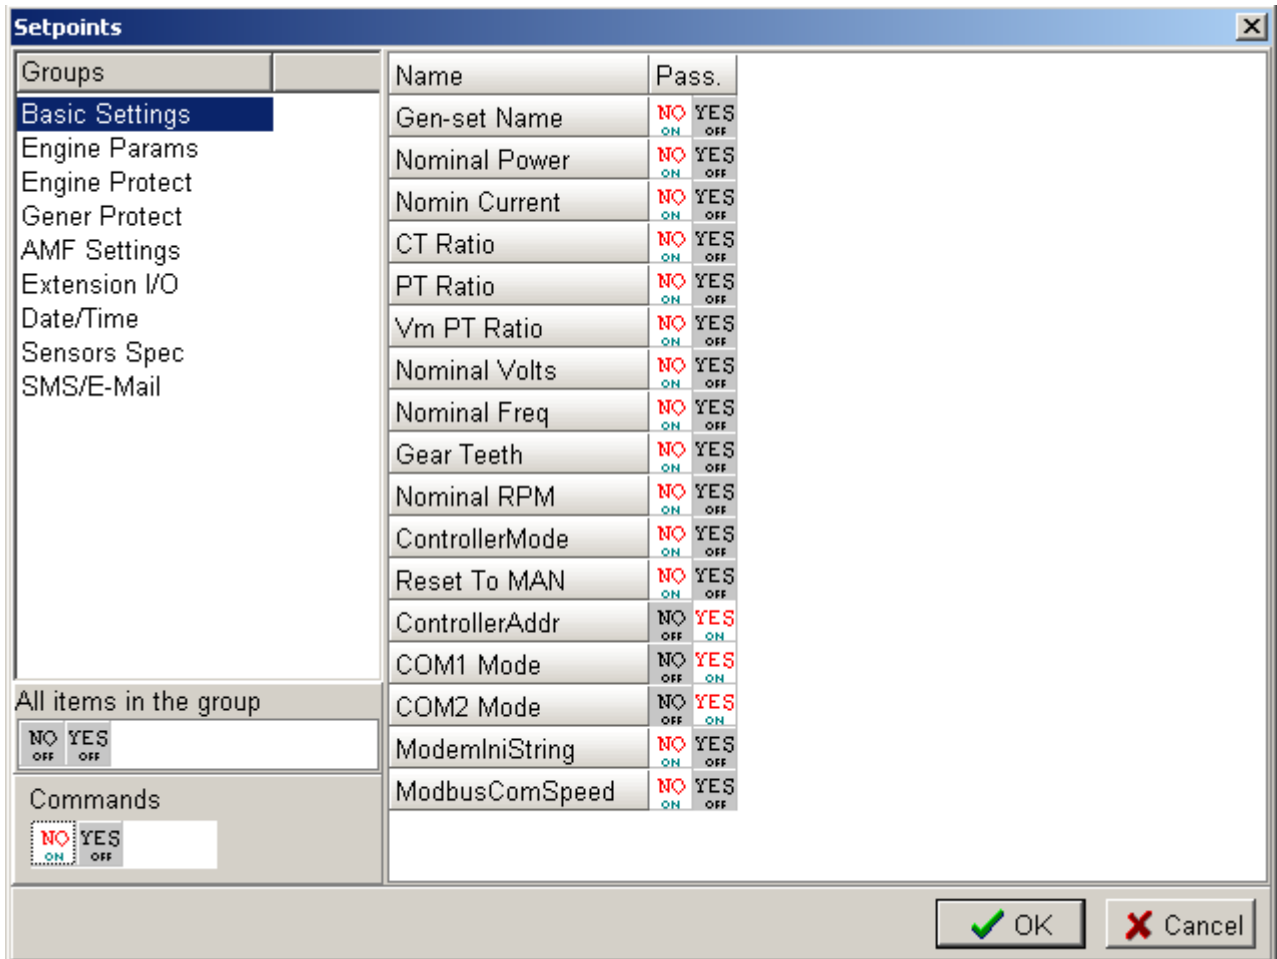 Setpoints
Groups
Basic Settings
Engine Params
Engine Protect
Gener Protect
AMF Settings
Extension I/O
Date/Time
Sensors Spec
SMS/E-Mail
All items in the group
NO YES
OFF OFF
Commands
NO YES
ON OFF
Name Pass.
Gen-set Name NO YES
ON OFF
Nominal Power NO YES
ON OFF
Nomin Current NO YES
ON OFF
CT Ratio NO YES
ON OFF
PT Ratio NO YES
ON OFF
Vm PT Ratio NO YES
ON OFF
Nominal Volts NO YES
ON OFF
Nominal Freq NO YES
ON OFF
Gear Teeth NO YES
ON OFF
Nominal RPM NO YES
ON OFF
ControllerMode NO YES
ON OFF
Reset To MAN NO YES
ON OFF
ControllerAddr NO YES
OFF ON
COM1 Mode NO YES
OFF ON
COM2 Mode NO YES
OFF ON
ModemIniString NO YES
ON OFF
ModbusComSpeed NO YES
ON OFF
OK
Cancel